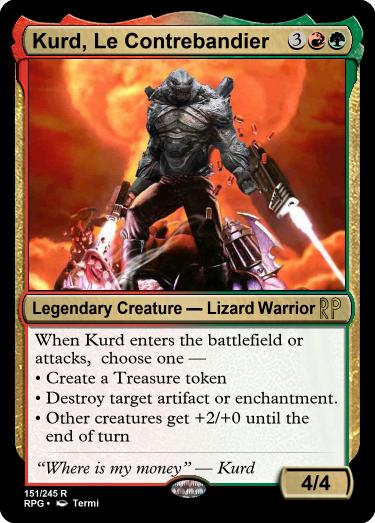 Kurd, Le Contrebandier 3
Legendary Creature — Lizard Warrior RP
When Kurd enters the battlefield or
attacks,  choose one —
• Create a Treasure token
• Destroy target artifact or enchantment.
• Other creatures get +2/+0 until the
end of turn
“Where is my money” — Kurd
4/4
151/245 R
RPG • Termi